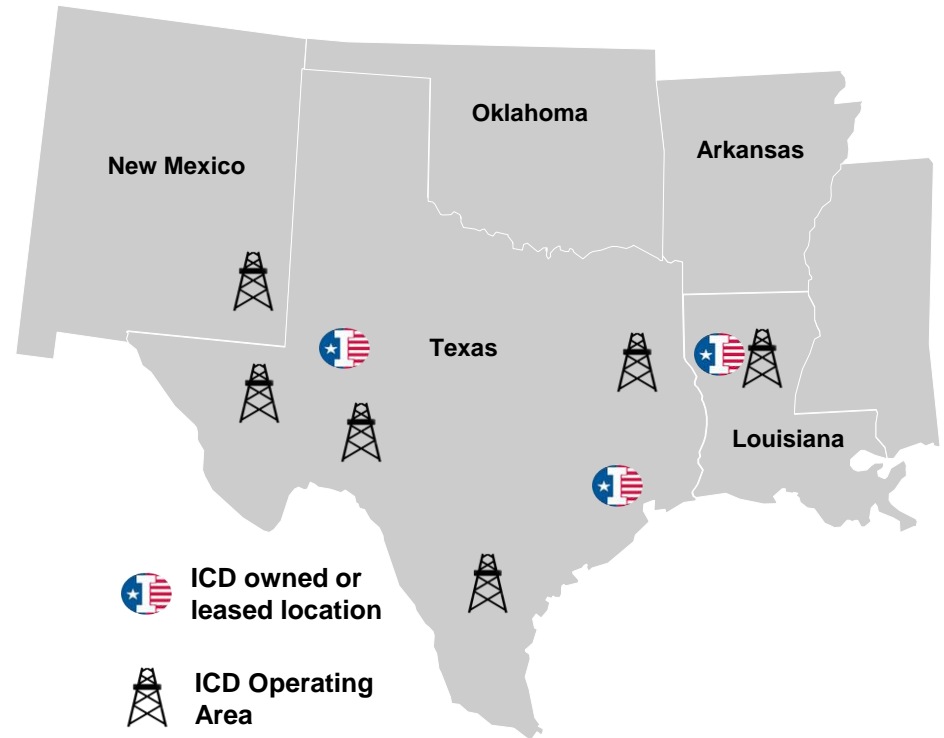 Oklahoma
Arkansas
New Mexico
Texas
Louisiana
ICD owned or
leased location
ICD Operating
Area